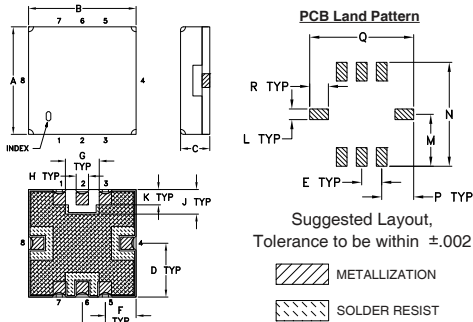 7 6 5
B
A
8
4
INDEX
1 2 3
C
G
TYP
H TYP
1 2 3
K TYP
J TYP
8
4
D TYP
7 6 5
F
TYP
PCB Land Pattern
Q
R TYP
L TYP
N
M
E TYP
P TYP
Suggested Layout,
Tolerance to be within ±.002
METALLIZATION
SOLDER RESIST